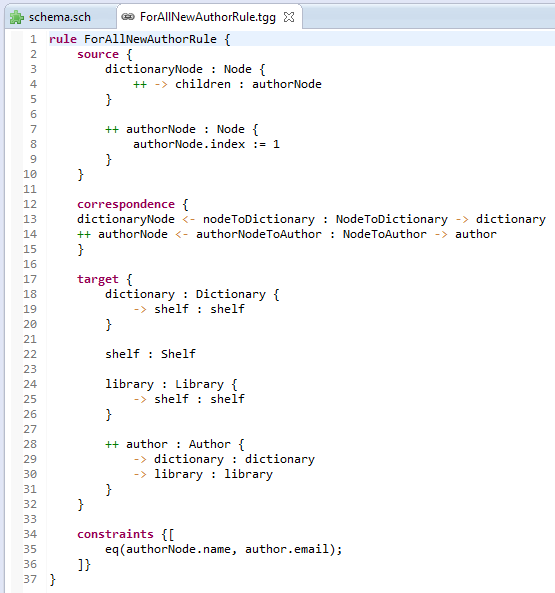 schema.sch ForAllNewAuthorRule.tgg
1 rule ForAllNewAuthorRule {
2     source {
3         dictionaryNode : Node {
4             ++ -> children : authorNode
5         }
6
7         ++ authorNode : Node {
8             authorNode.index := 1
9         }
10     }
11
12     correspondence {
13     dictionaryNode <- nodeToDictionary : NodeToDictionary -> dictionary
14     ++ authorNode <- authorNodeToAuthor : NodeToAuthor -> author
15     }
16
17     target {
18         dictionary : Dictionary {
19             -> shelf : shelf
20         }
21
22         shelf : Shelf
23
24         library : Library {
25             -> shelf : shelf
26         }
27
28         ++ author : Author {
29             -> dictionary : dictionary
30             -> library : library
31         }
32     }
33
34     constraints {[
35         eq(authorNode.name, author.email);
36     ]}
37 }